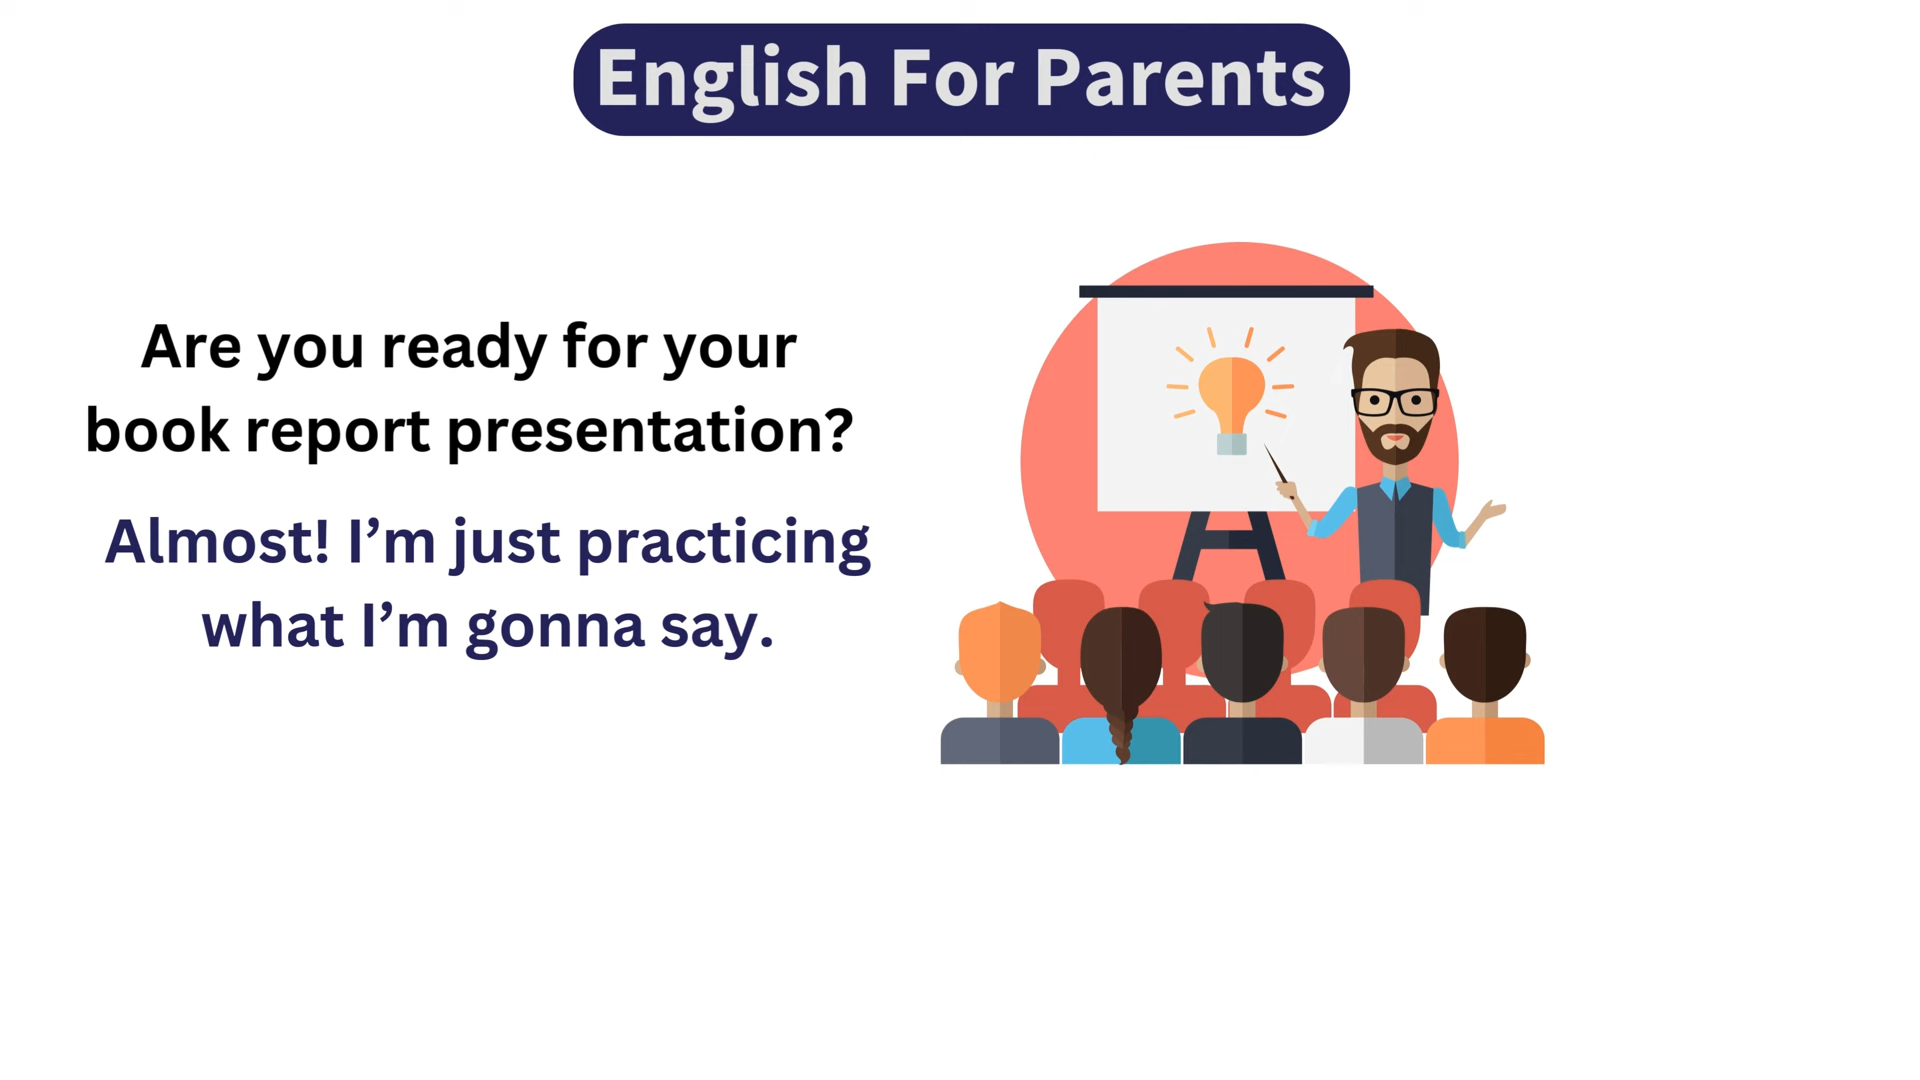 English For Parents
Are you ready for your
book report presentation?
Almost! I’m just practicing
what I’m gonna say.